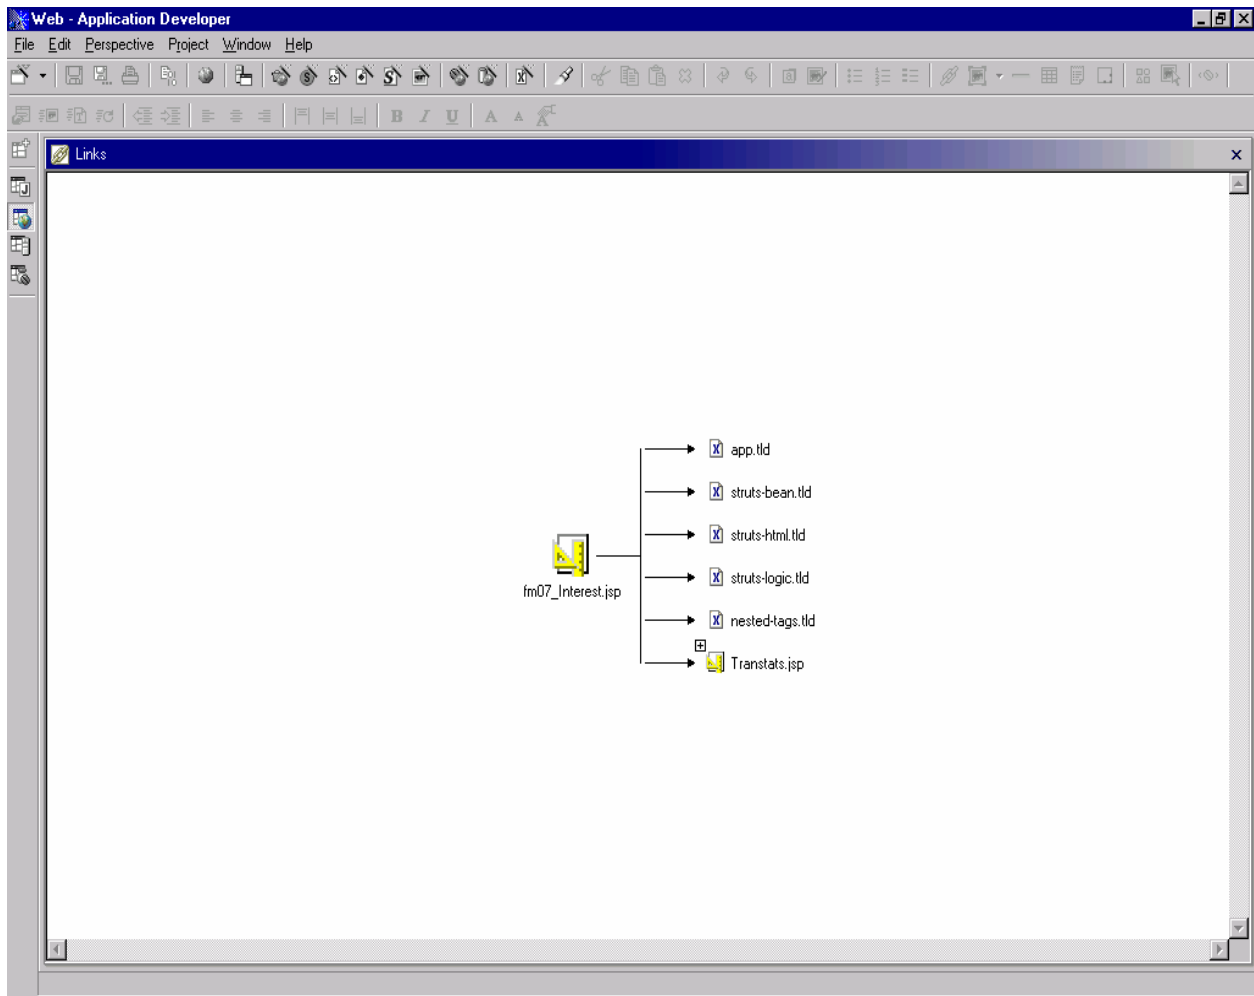 Web - Application Developer
File Edit Perspective Project Window Help
B I U A A A
Links
app.tld
struts-bean.tld
struts-html.tld
fm07_Interest.jsp
struts-logic.tld
nested-tags.tld
Transtats.jsp